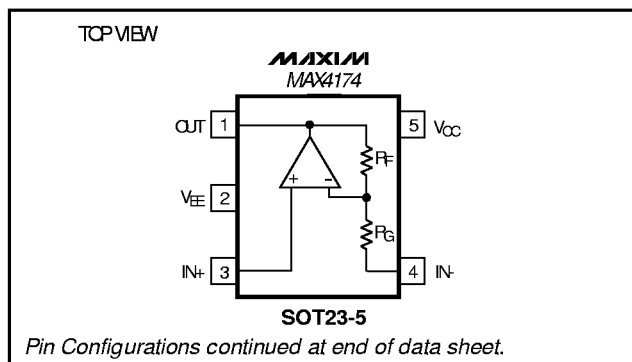 TOP VIEW
MAXIM
MAX4174
OUT 1
5 VCC
RF
VEE 2
+ −
RG
IN+ 3
4 IN-
SOT23-5
Pin Configurations continued at end of data sheet.